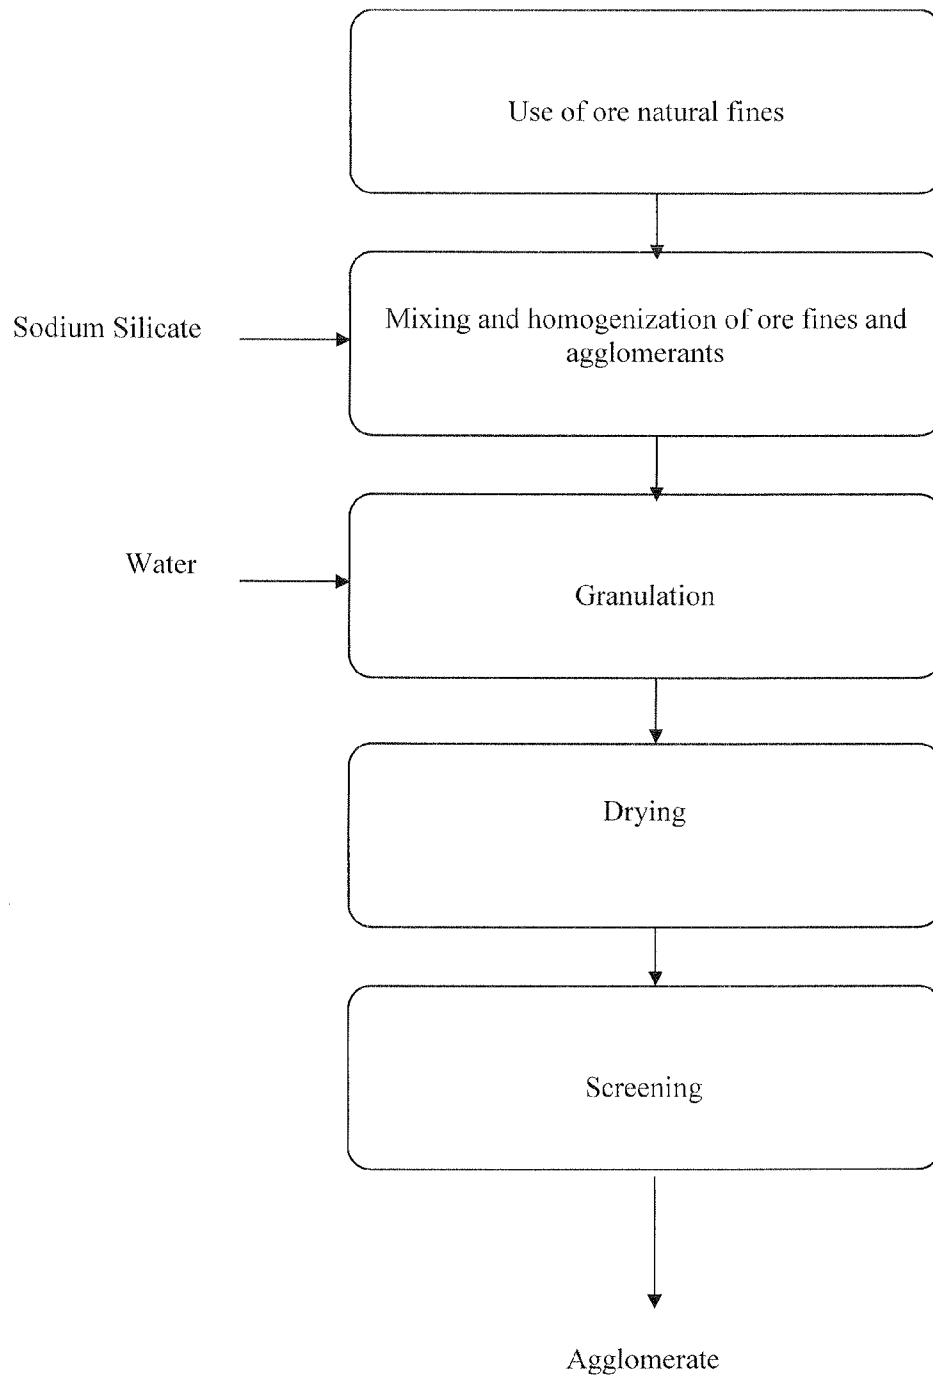 Use of ore natural fines
Sodium Silicate
Mixing and homogenization of ore fines and
agglomerants
Water
Granulation
Drying
Screening
Agglomerate